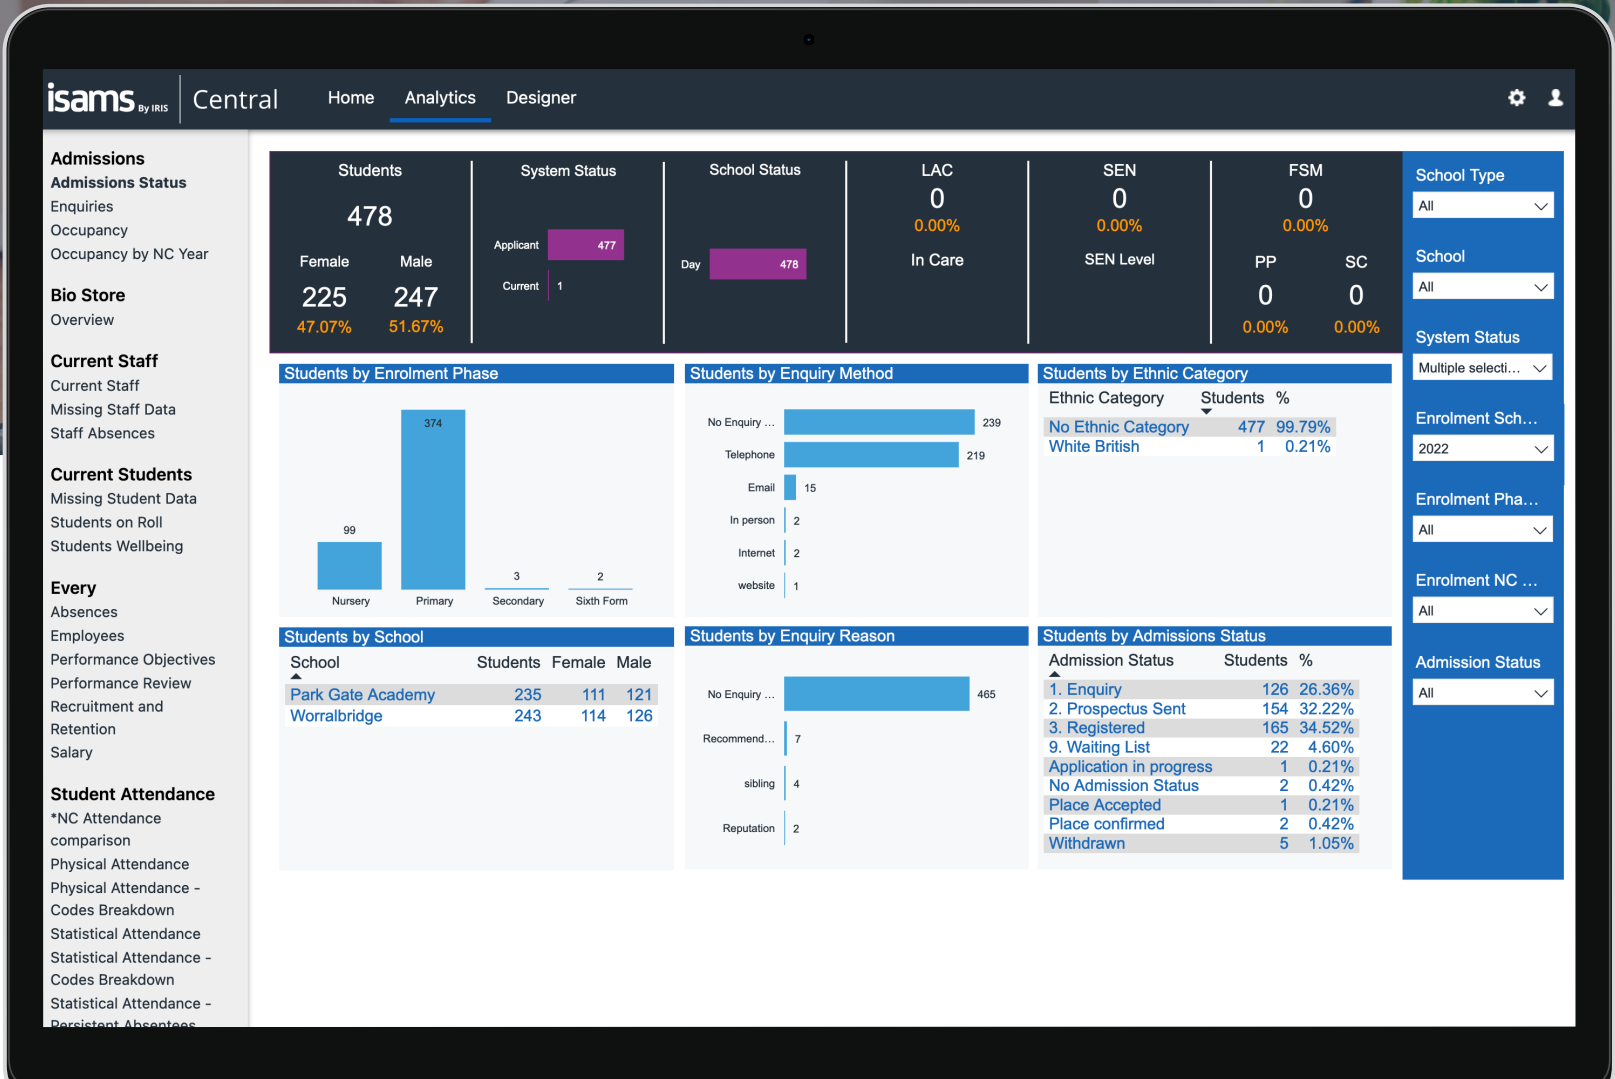 isams By IRIS Central Home Analytics Designer
Admissions
Admissions Status
Enquiries
Occupancy
Occupancy by NC Year
Bio Store
Overview
Current Staff
Current Staff
Missing Staff Data
Staff Absences
Current Students
Missing Student Data
Students on Roll
Students Wellbeing
Every
Absences
Employees
Performance Objectives
Performance Review
Recruitment and
Retention
Salary
Student Attendance
*NC Attendance
comparison
Physical Attendance
Physical Attendance -
Codes Breakdown
Statistical Attendance
Statistical Attendance -
Codes Breakdown
Statistical Attendance -
Persistent Absentees
Students
478
Female Male
225 247
47.07% 51.67%
System Status
Applicant 477
Current 1
School Status
Day 478
LAC
0
0.00%
In Care
SEN
0
0.00%
SEN Level
FSM
0
0.00%
PP SC
0 0
0.00% 0.00%
Students by Enrolment Phase
374
99
3 2
Nursery Primary Secondary Sixth Form
Students by Enquiry Method
No Enquiry ... 239
Telephone 219
Email 15
In person 2
Internet 2
website 1
Students by Ethnic Category
Ethnic Category Students %
No Ethnic Category 477 99.79%
White British 1 0.21%
Students by School
School Students Female Male
Park Gate Academy 235 111 121
Worralbridge 243 114 126
Students by Enquiry Reason
No Enquiry ... 465
Recommend... 7
sibling 4
Reputation 2
Students by Admissions Status
Admission Status Students %
1. Enquiry 126 26.36%
2. Prospectus Sent 154 32.22%
3. Registered 165 34.52%
9. Waiting List 22 4.60%
Application in progress 1 0.21%
No Admission Status 2 0.42%
Place Accepted 1 0.21%
Place confirmed 2 0.42%
Withdrawn 5 1.05%
School Type
All
School
All
System Status
Multiple selecti...
Enrolment Sch...
2022
Enrolment Pha...
All
Enrolment NC ...
All
Admission Status
All